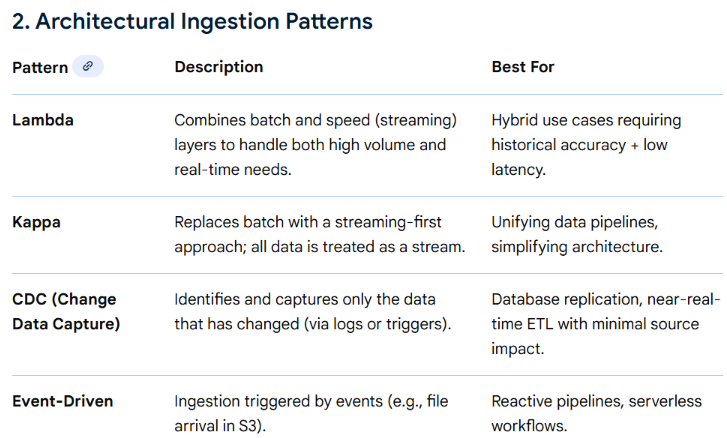 2. Architectural Ingestion Patterns
Pattern Description Best For
Lambda Combines batch and speed (streaming) Hybrid use cases requiring
layers to handle both high volume and historical accuracy + low
real-time needs. latency.
Kappa Replaces batch with a streaming-first Unifying data pipelines,
approach; all data is treated as a stream. simplifying architecture.
CDC (Change Identifies and captures only the data Database replication, near-real-
Data Capture) that has changed (via logs or triggers). time ETL with minimal source
impact.
Event-Driven Ingestion triggered by events (e.g., file Reactive pipelines, serverless
arrival in S3). workflows.